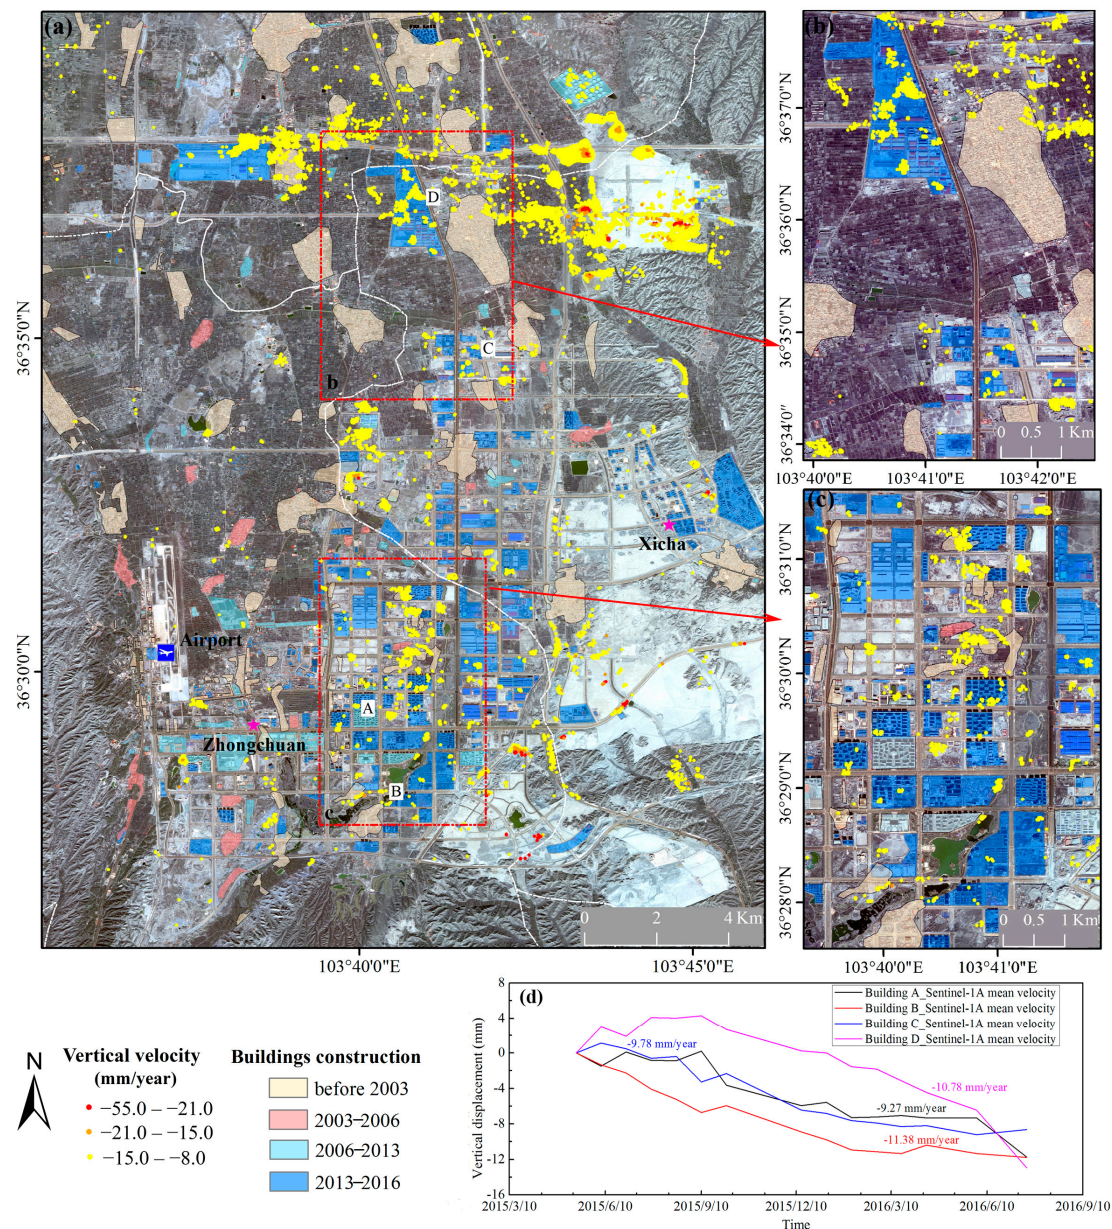 (a)
D
C
b
Xicha
Airport
A
Zhongchuan
B
c
0 2 4 Km
36°35'0"N
36°30'0"N
103°40'0"E 103°45'0"E
(b)
36°37'0"N
36°36'0"N
36°35'0"N
36°34'0"
0 0.5 1 Km
103°40'0"E 103°41'0"E 103°42'0"E
(c)
36°31'0"N
36°30'0"N
36°29'0"N
36°28'0"N
0 0.5 1 Km
103°40'0"E 103°41'0"E
N
Vertical velocity
(mm/year)
−55.0 – −21.0
−21.0 – −15.0
−15.0 – −8.0
Buildings construction
before 2003
2003–2006
2006–2013
2013–2016
(d)
Building A_Sentinel-1A mean velocity
Building B_Sentinel-1A mean velocity
Building C_Sentinel-1A mean velocity
Building D_Sentinel-1A mean velocity
-9.78 mm/year
-10.78 mm/year
-9.27 mm/year
-11.38 mm/year
Vertical displacement (mm)
8
4
0
-4
-8
-12
-16
2015/3/10 2015/6/10 2015/9/10 2015/12/10 2016/3/10 2016/6/10 2016/9/10
Time